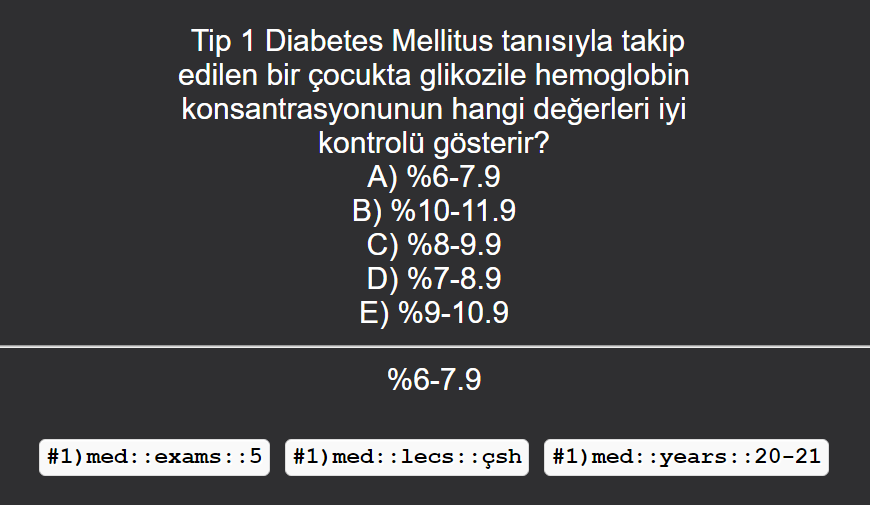 Tip 1 Diabetes Mellitus tanısıyla takip
edilen bir çocukta glikozile hemoglobin
konsantrasyonunun hangi değerleri iyi
kontrolü gösterir?
A) %6-7.9
B) %10-11.9
C) %8-9.9
D) %7-8.9
E) %9-10.9
%6-7.9
#1)med::exams::5 #1)med::lecs::çsh #1)med::years::20-21